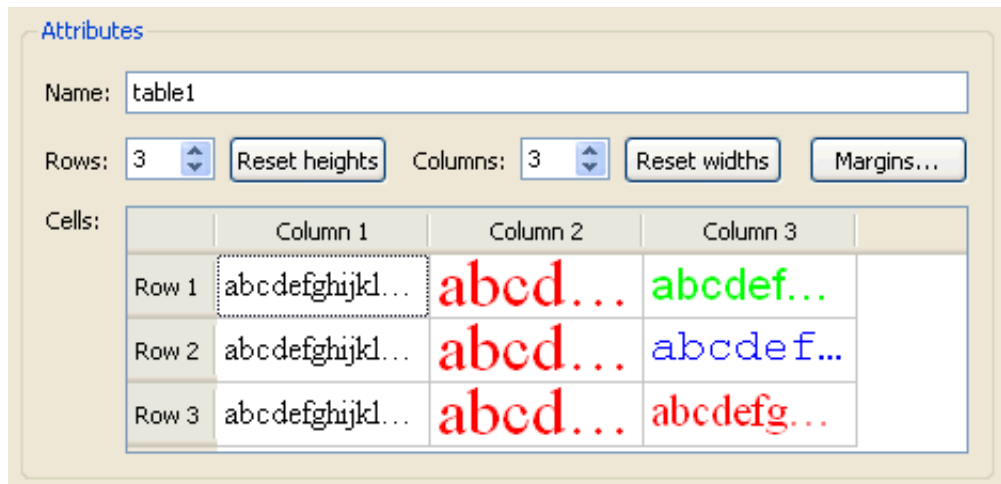 Attributes
Name: table1
Rows: 3 Reset heights Columns: 3 Reset widths Margins...
Cells:
Column 1 Column 2 Column 3
Row 1 abcdefghijkl... abcd... abcdef...
Row 2 abcdefghijkl... abcd... abcdef...
Row 3 abcdefghijkl... abcd... abcdefg...